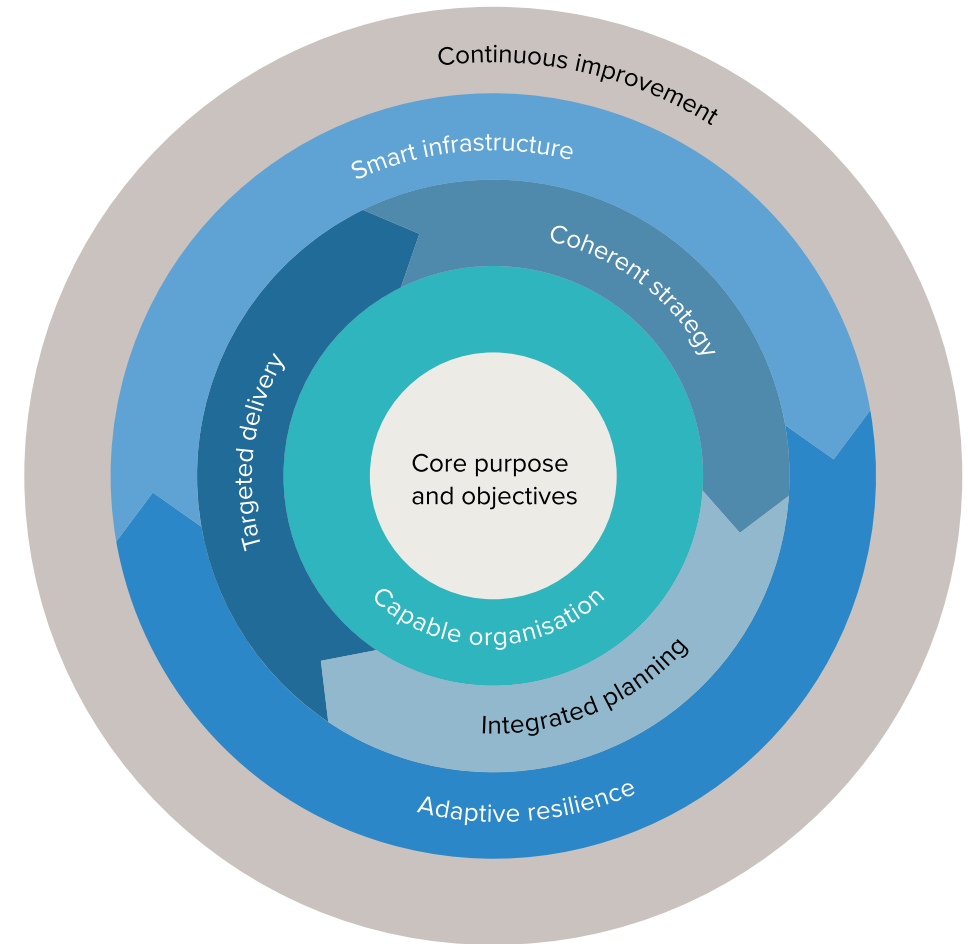 Continuous improvement
Smart infrastructure
Coherent strategy
Targeted delivery
Core purpose
and objectives
Capable organisation
Integrated planning
Adaptive resilience